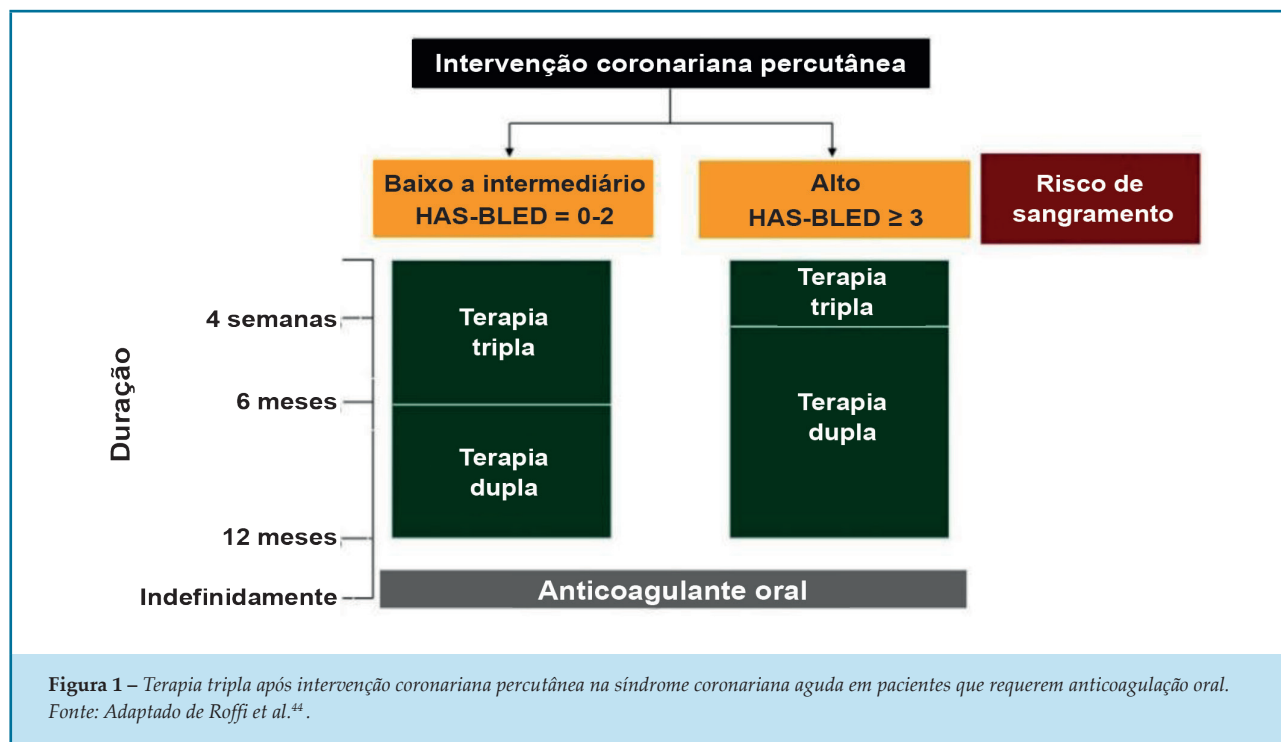 Intervenção coronariana percutânea
Baixo a intermediário
HAS-BLED = 0-2
Alto
HAS-BLED ≥ 3
Risco de
sangramento
Duração
4 semanas
6 meses
12 meses
Indefinidamente
Terapia
tripla
Terapia
dupla
Terapia
tripla
Terapia
dupla
Anticoagulante oral
Figura 1 – Terapia tripla após intervenção coronariana percutânea na síndrome coronariana aguda em pacientes que requerem anticoagulação oral.
Fonte: Adaptado de Roffi et al.⁴⁴ .